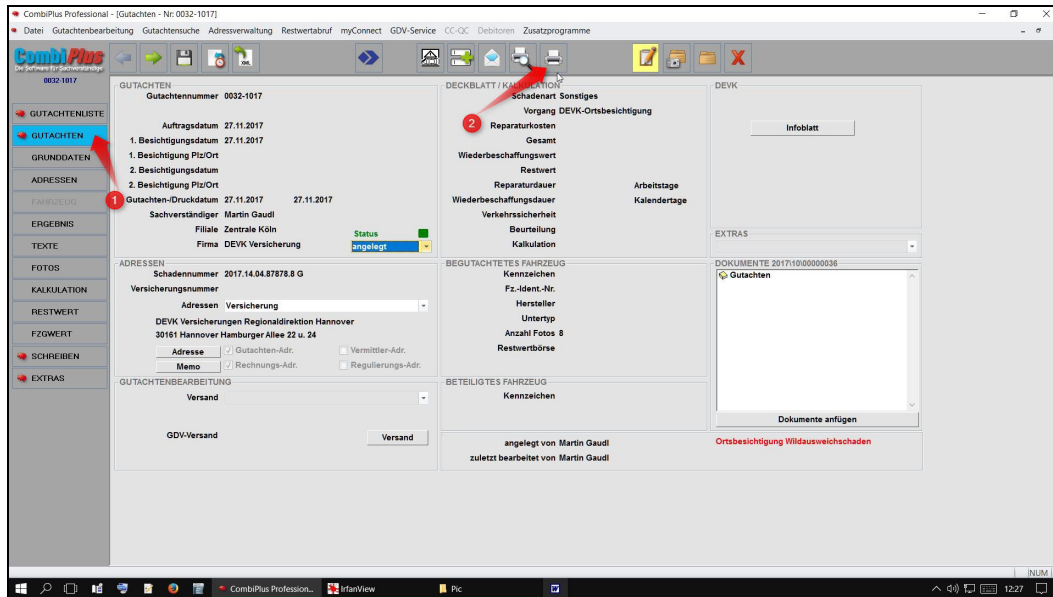 CombiPlus Professional - [Gutachten - Nr: 0032-1017]
Datei Gutachtenbearbeitung Gutachtensuche Adressverwaltung Restwertabruf myConnect GDV-Service CC-QC Debitoren Zusatzprogramme
CombiPlus
Die Software für Sachverständige
XML
0032-1017
GUTACHTENLISTE
GUTACHTEN
GRUNDDATEN
ADRESSEN
FAHRZEUG
ERGEBNIS
TEXTE
FOTOS
KALKULATION
RESTWERT
FZGWERT
SCHREIBEN
EXTRAS
1
2
GUTACHTEN
Gutachtennummer 0032-1017
Auftragsdatum 27.11.2017
1. Besichtigungsdatum 27.11.2017
1. Besichtigung Plz/Ort
2. Besichtigungsdatum
2. Besichtigung Plz/Ort
Gutachten-/Druckdatum 27.11.2017 27.11.2017
Sachverständiger Martin Gaudl
Filiale Zentrale Köln
Status
Firma DEVK Versicherung
angelegt
ADRESSEN
Schadennummer 2017.14.04.87878.8 G
Versicherungsnummer
Adressen Versicherung
DEVK Versicherungen Regionaldirektion Hannover
30161 Hannover Hamburger Allee 22 u. 24
Adresse Gutachten-Adr. Vermittler-Adr.
Memo Rechnungs-Adr. Regulierungs-Adr.
GUTACHTENBEARBEITUNG
Versand
GDV-Versand Versand
DECKBLATT / KALKULATION
Schadenart Sonstiges
Vorgang DEVK-Ortsbesichtigung
Reparaturkosten
Gesamt
Wiederbeschaffungswert
Restwert
Reparaturdauer Arbeitstage
Wiederbeschaffungsdauer Kalendertage
Verkehrssicherheit
Beurteilung
Kalkulation
BEGUTACHTETES FAHRZEUG
Kennzeichen
Fz.-Ident.-Nr.
Hersteller
Untertyp
Anzahl Fotos 8
Restwertbörse
BETEILIGTES FAHRZEUG
Kennzeichen
angelegt von Martin Gaudl
zuletzt bearbeitet von Martin Gaudl
DEVK
Infoblatt
EXTRAS
DOKUMENTE 2017\10\00000036
Gutachten
Dokumente anfügen
Ortsbesichtigung Wildausweichschaden
NUM
CombiPlus Profession... IrfanView Pic 12:27